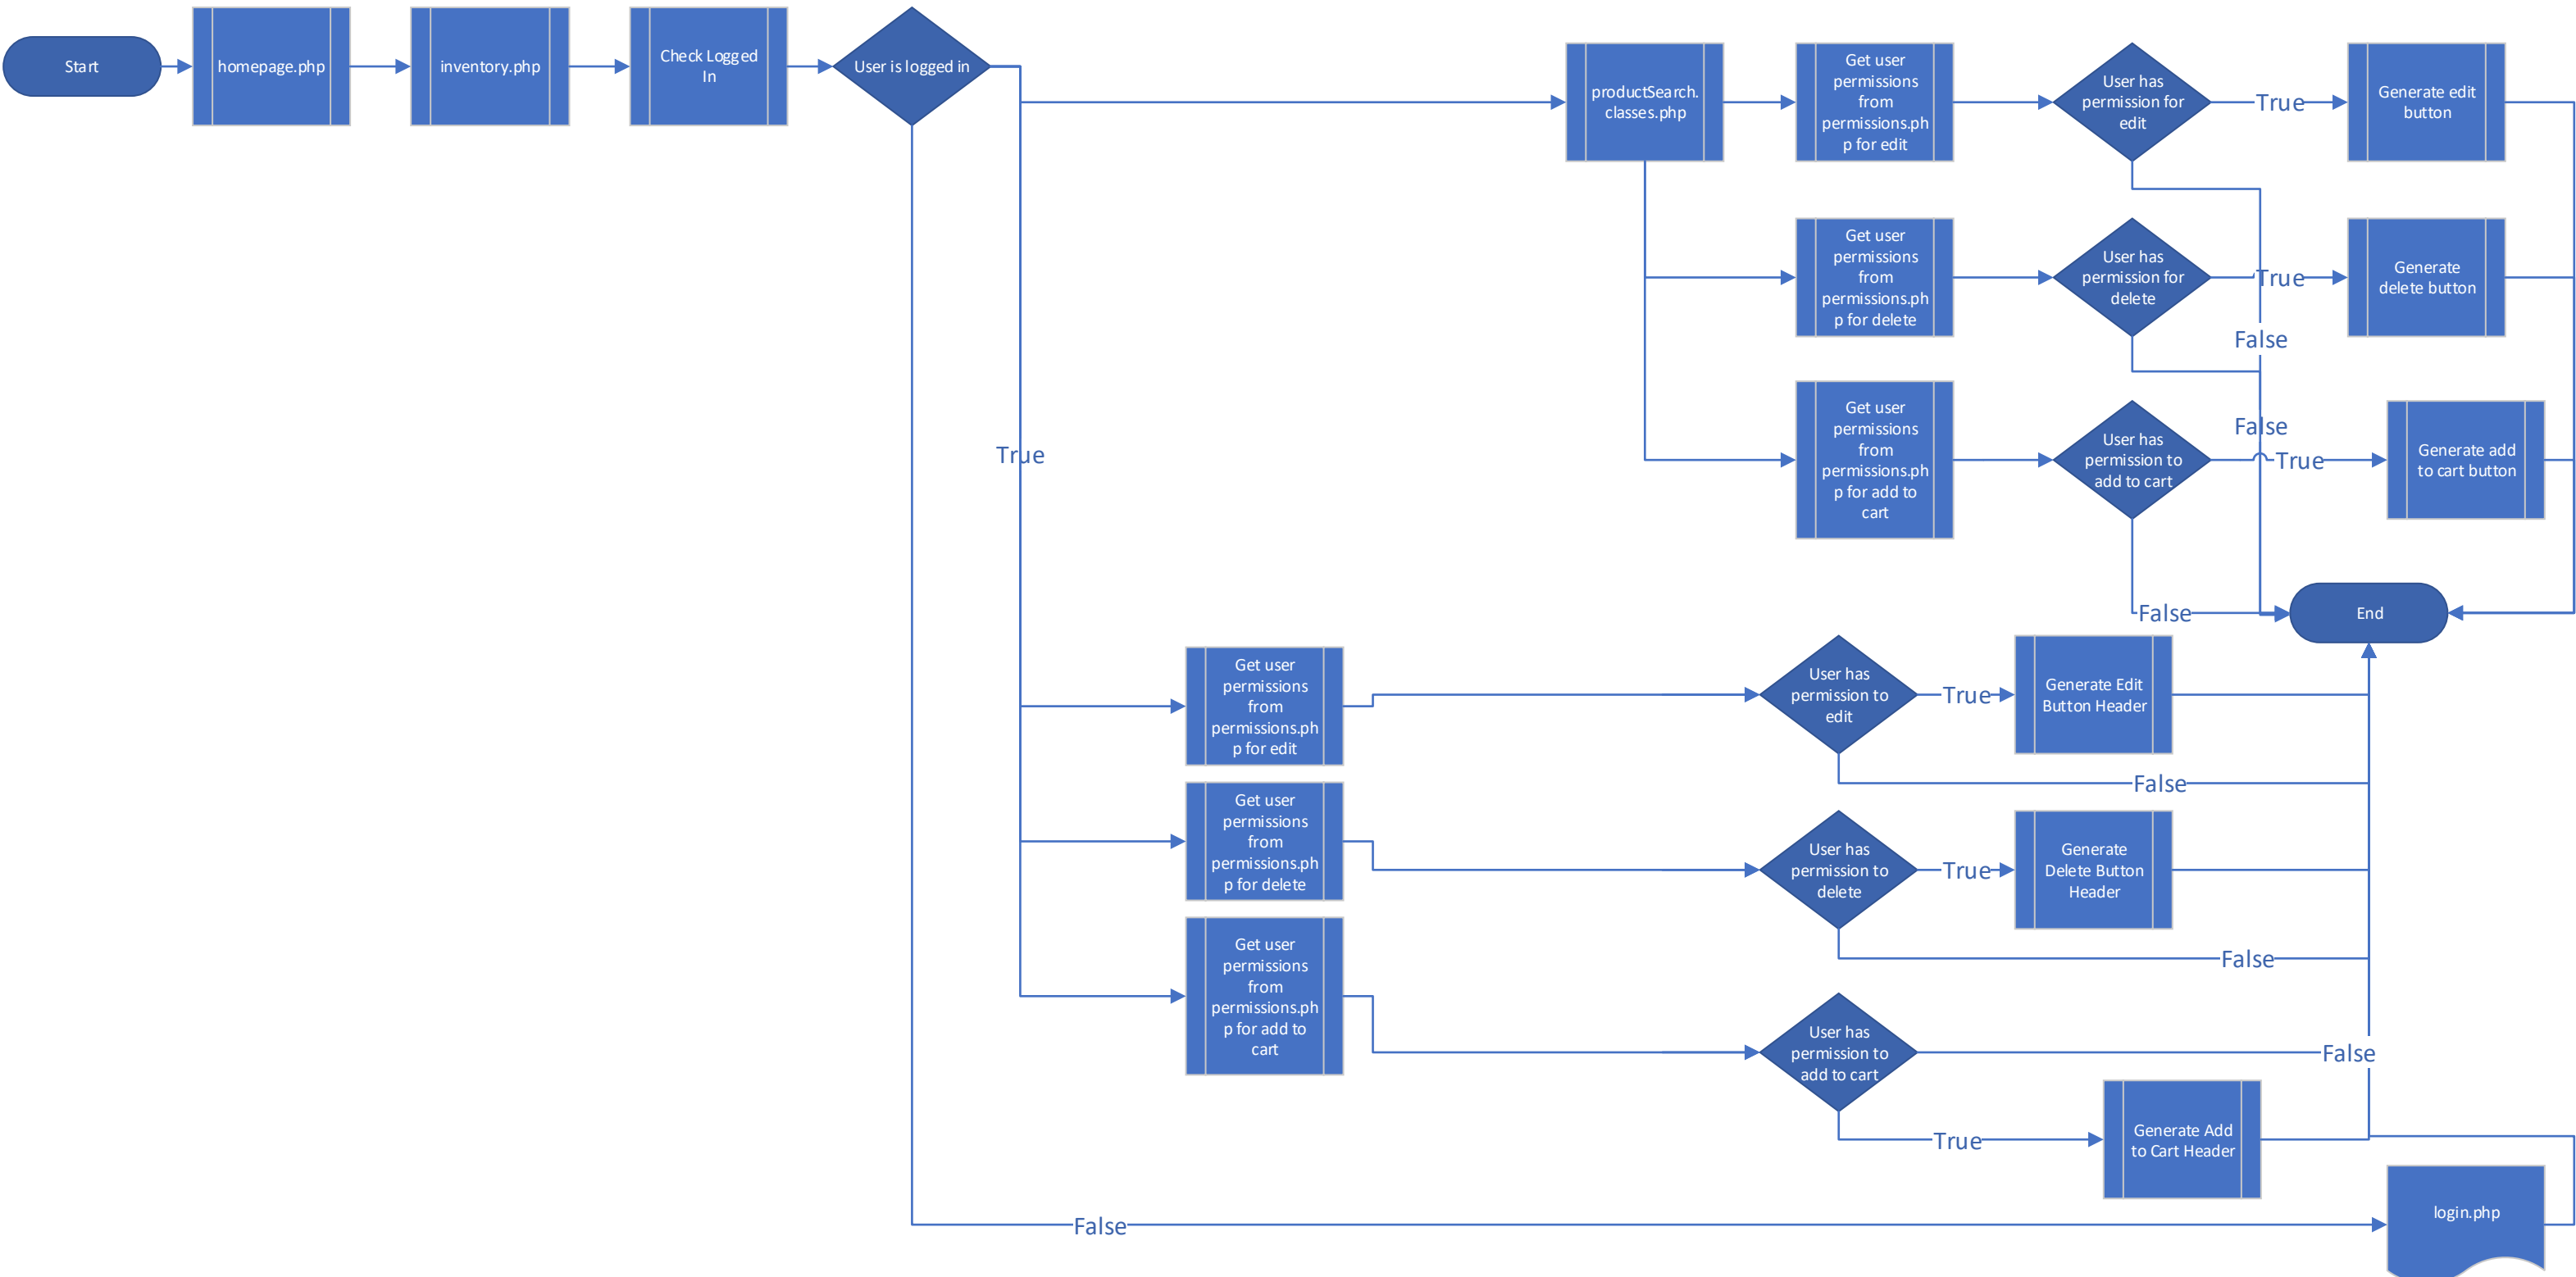 Start
homepage.php
inventory.php
Check Logged
In
User is logged in
True
False
productSearch.
classes.php
Get user
permissions
from
permissions.ph
p for edit
User has
permission for
edit
True
Generate edit
button
Get user
permissions
from
permissions.ph
p for delete
User has
permission for
delete
True
Generate
delete button
False
Get user
permissions
from
permissions.ph
p for add to
cart
User has
permission to
add to cart
False
True
Generate add
to cart button
False
End
Get user
permissions
from
permissions.ph
p for edit
User has
permission to
edit
True
Generate Edit
Button Header
False
Get user
permissions
from
permissions.ph
p for delete
User has
permission to
delete
True
Generate
Delete Button
Header
False
Get user
permissions
from
permissions.ph
p for add to
cart
User has
permission to
add to cart
False
True
Generate Add
to Cart Header
login.php